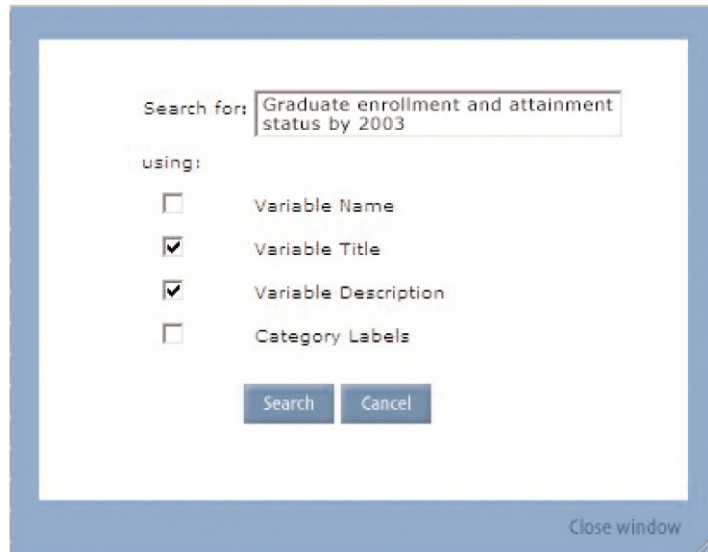 Search for: Graduate enrollment and attainment
status by 2003
using:
Variable Name
Variable Title
Variable Description
Category Labels
Search Cancel
Close window